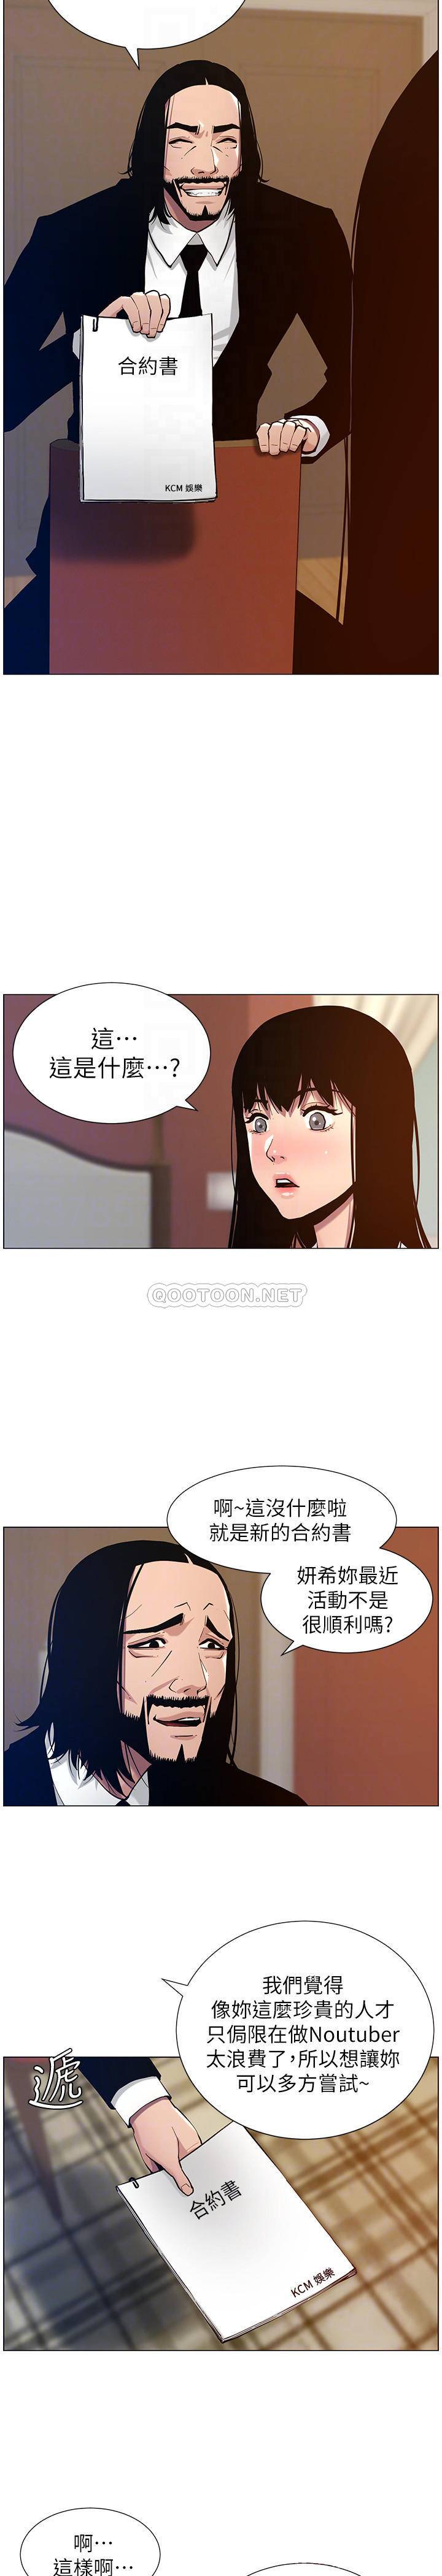 合約書
KCM 娛樂
這…
這是什麼…?
QOOTOON.NET
啊~這沒什麼啦
就是新的合約書
妍希妳最近
活動不是
很順利嗎?
我們覺得
像妳這麼珍貴的人才
只侷限在做Noutuber
太浪費了,所以想讓妳
可以多方嘗試~
遞
合約書
KCM 娛樂
啊…
這樣啊…